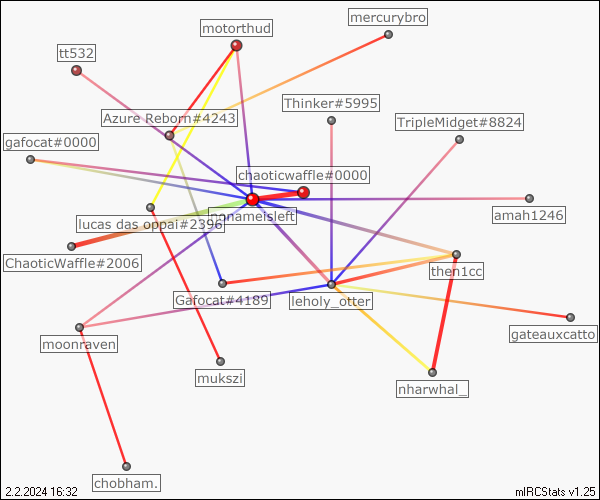 mercurybro
motorthud
tt532
Thinker#5995
Azure Reborn#4243
TripleMidget#8824
gafocat#0000
chaoticwaffle#0000
amah1246
nonameisleft
lucas das oppai#2396
ChaoticWaffle#2006
then1cc
Gafocat#4189
leholy_otter
gateauxcatto
moonraven
mukszi
nharwhal_
chobham.
2.2.2024 16:32
mIRCStats v1.25